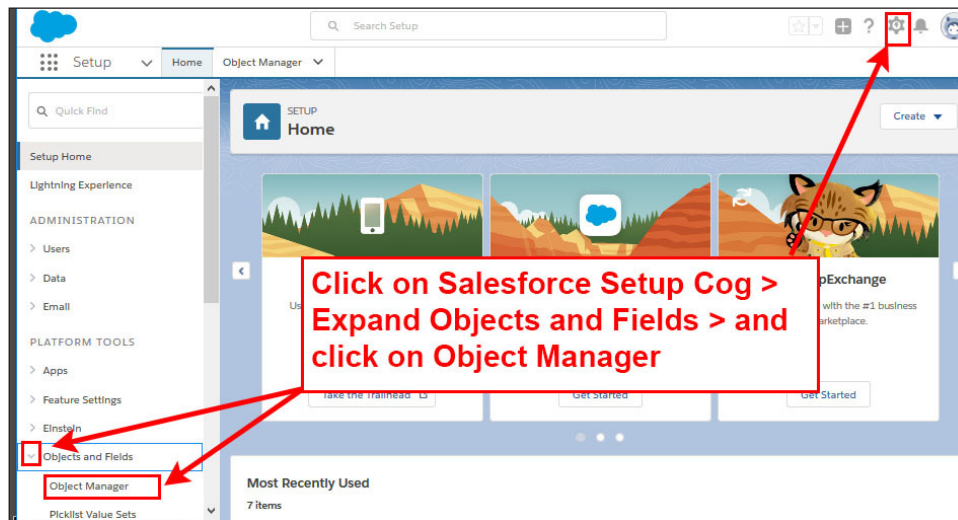 Search Setup
Setup
Home
Object Manager
Quick Find
SETUP
Home
Create
Setup Home
Lightning Experience
ADMINISTRATION
> Users
> Data
> Email
PLATFORM TOOLS
> Apps
> Feature Settings
> Einstein
Objects and Fields
Object Manager
Picklist Value Sets
Click on Salesforce Setup Cog >
Expand Objects and Fields > and
click on Object Manager
with the #1 business
Take the Trailhead
Get Started
Get Started
Most Recently Used
7 items